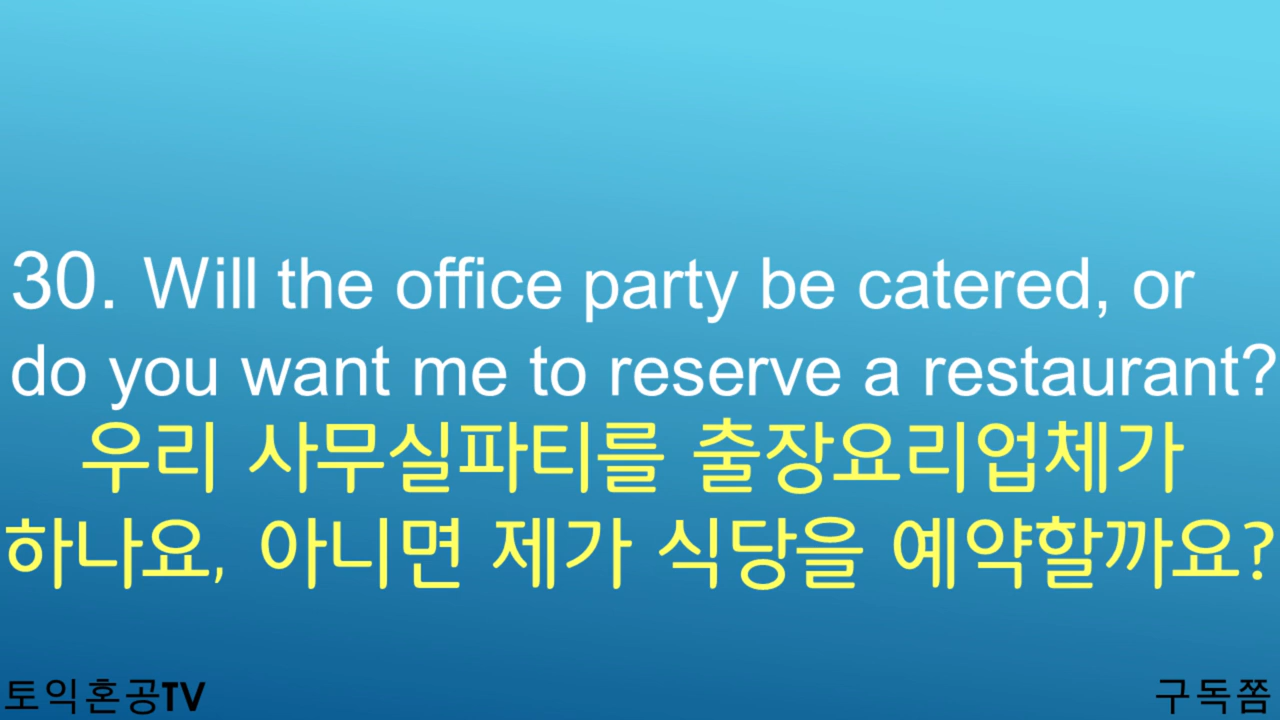 30. Will the office party be catered, or
do you want me to reserve a restaurant?
우리 사무실파티를 출장요리업체가
하나요, 아니면 제가 식당을 예약할까요?
토익혼공TV
구독쫌